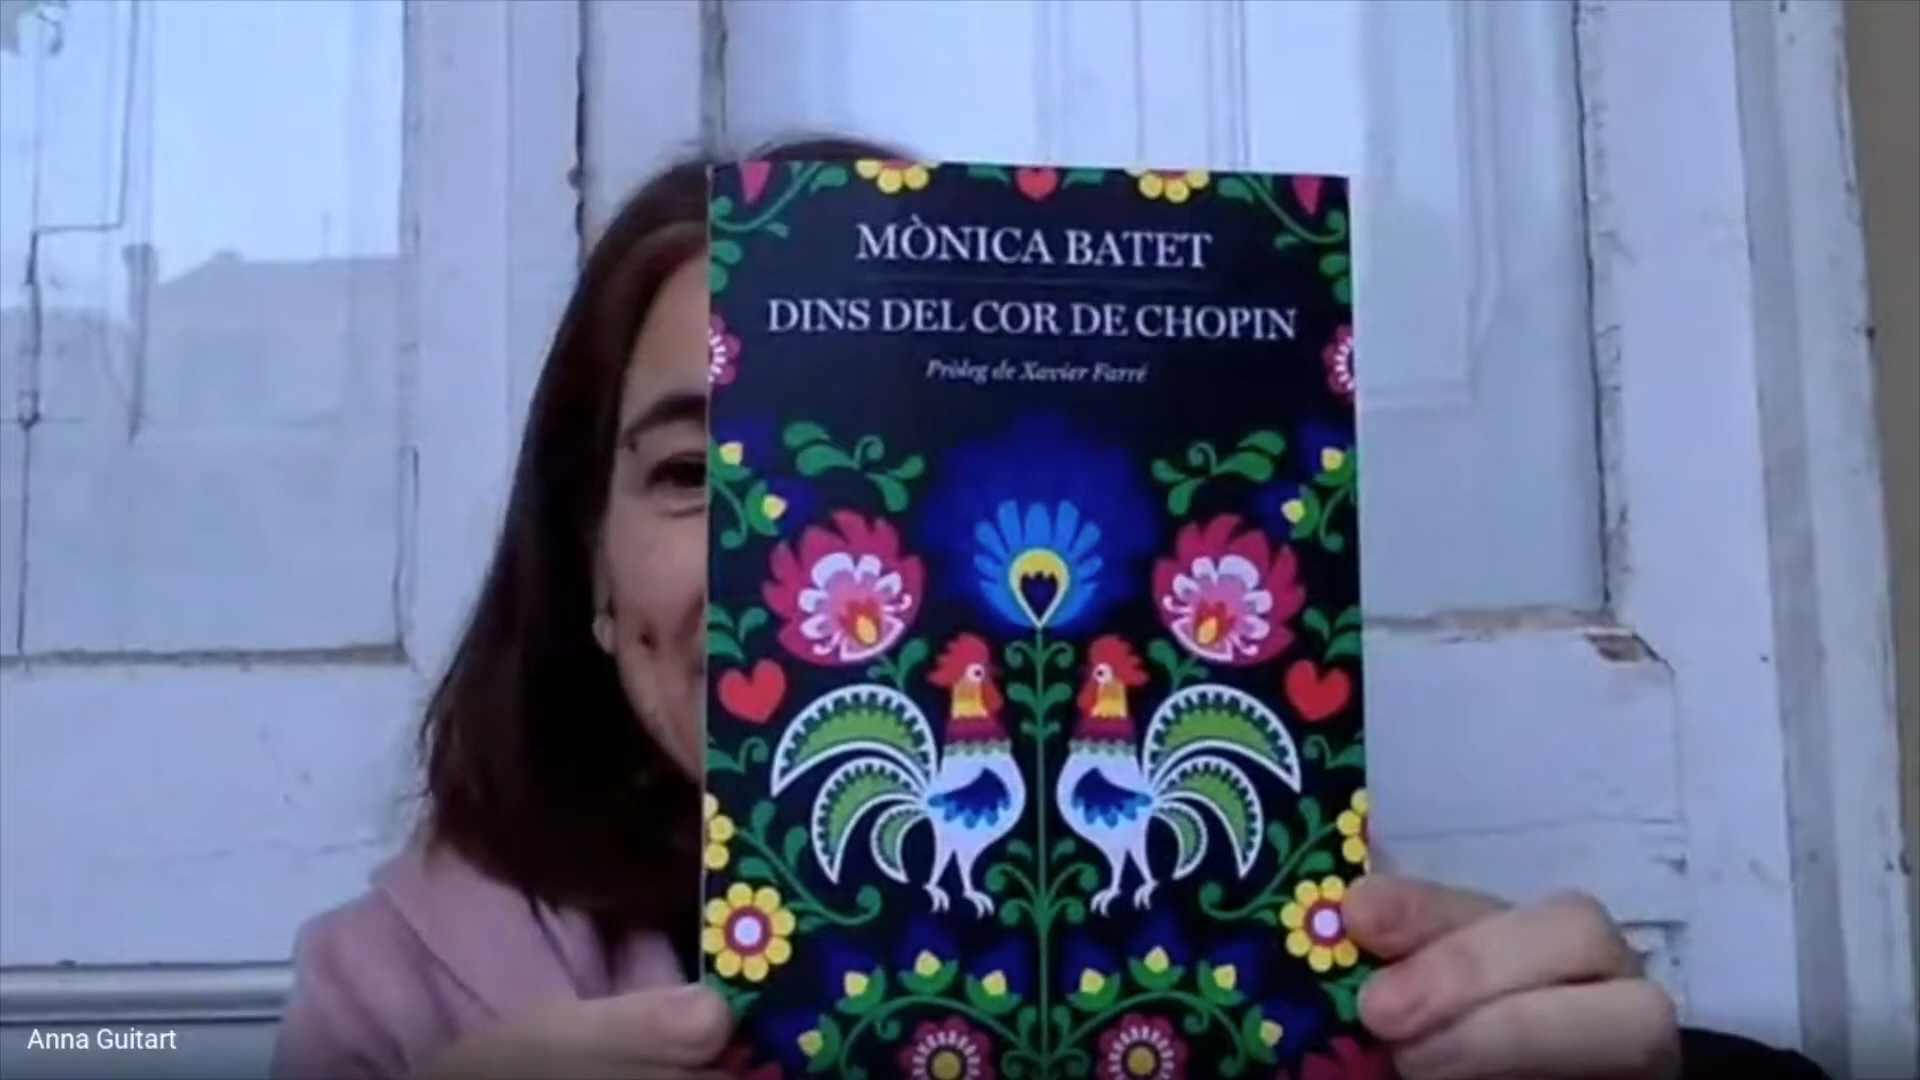 MÒNICA BATET
DINS DEL COR DE CHOPIN
Pròleg de Xavier Farré
Anna Guitart